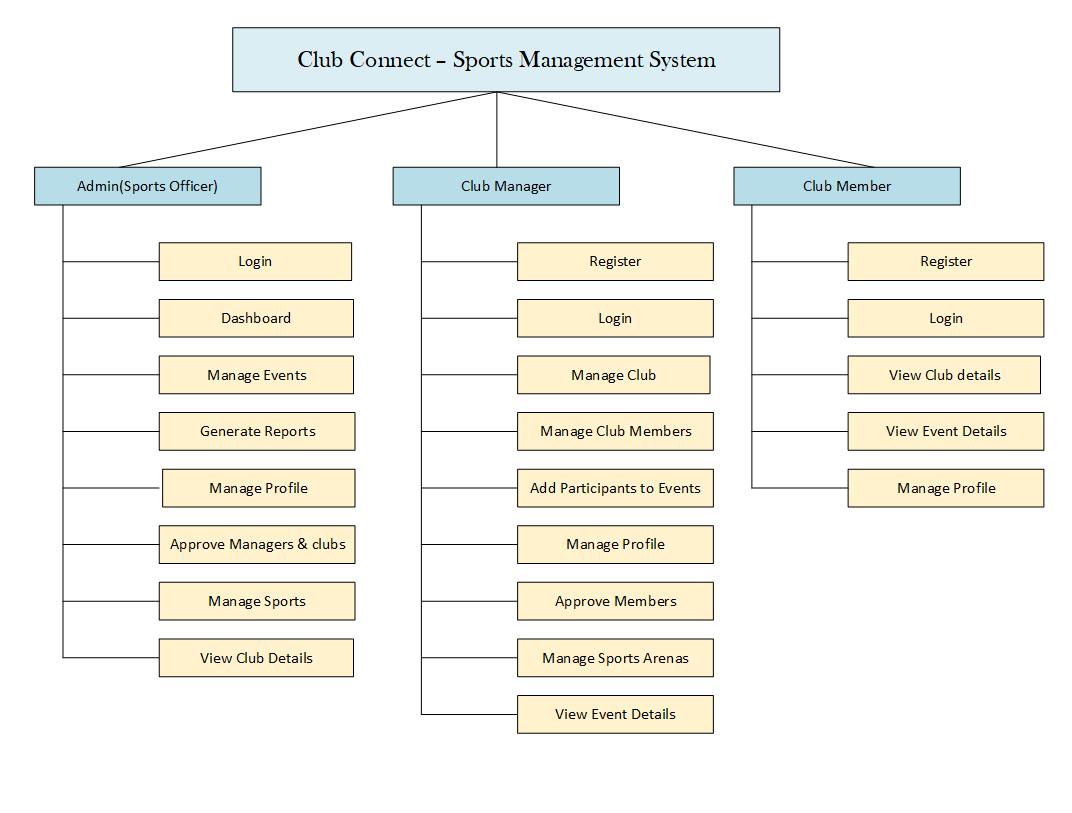 Club Connect – Sports Management System
Admin(Sports Officer)
Login
Dashboard
Manage Events
Generate Reports
Manage Profile
Approve Managers & clubs
Manage Sports
View Club Details
Club Manager
Register
Login
Manage Club
Manage Club Members
Add Participants to Events
Manage Profile
Approve Members
Manage Sports Arenas
View Event Details
Club Member
Register
Login
View Club details
View Event Details
Manage Profile